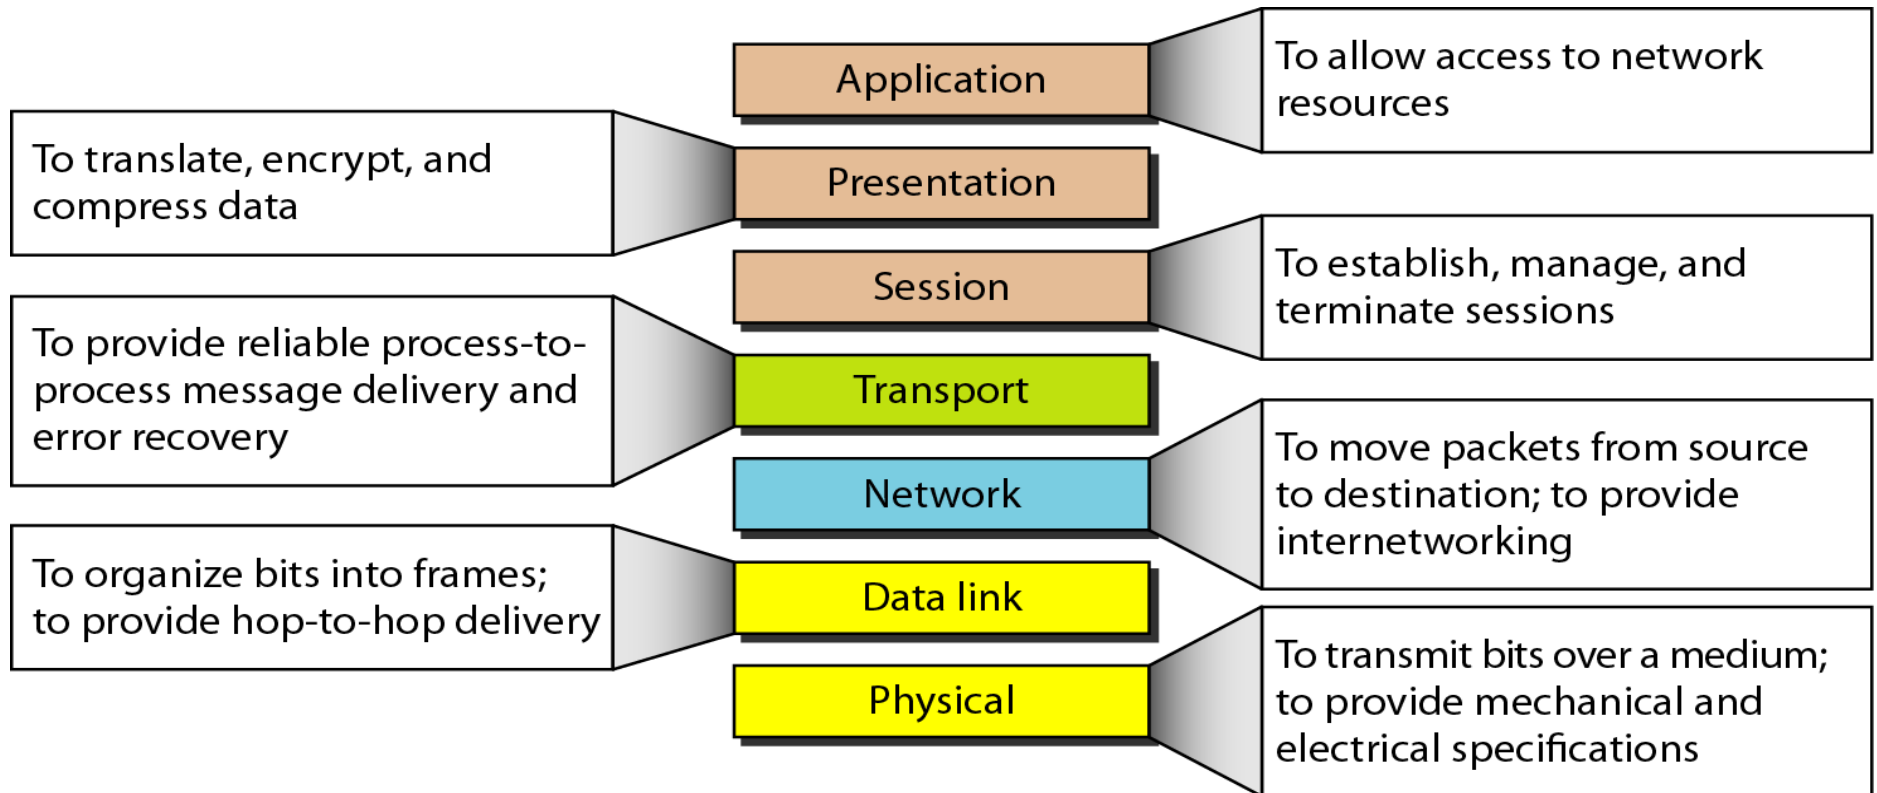 Application
To allow access to network
resources
To translate, encrypt, and
compress data
Presentation
Session
To establish, manage, and
terminate sessions
To provide reliable process-to-
process message delivery and
error recovery
Transport
Network
To move packets from source
to destination; to provide
internetworking
To organize bits into frames;
to provide hop-to-hop delivery
Data link
Physical
To transmit bits over a medium;
to provide mechanical and
electrical specifications